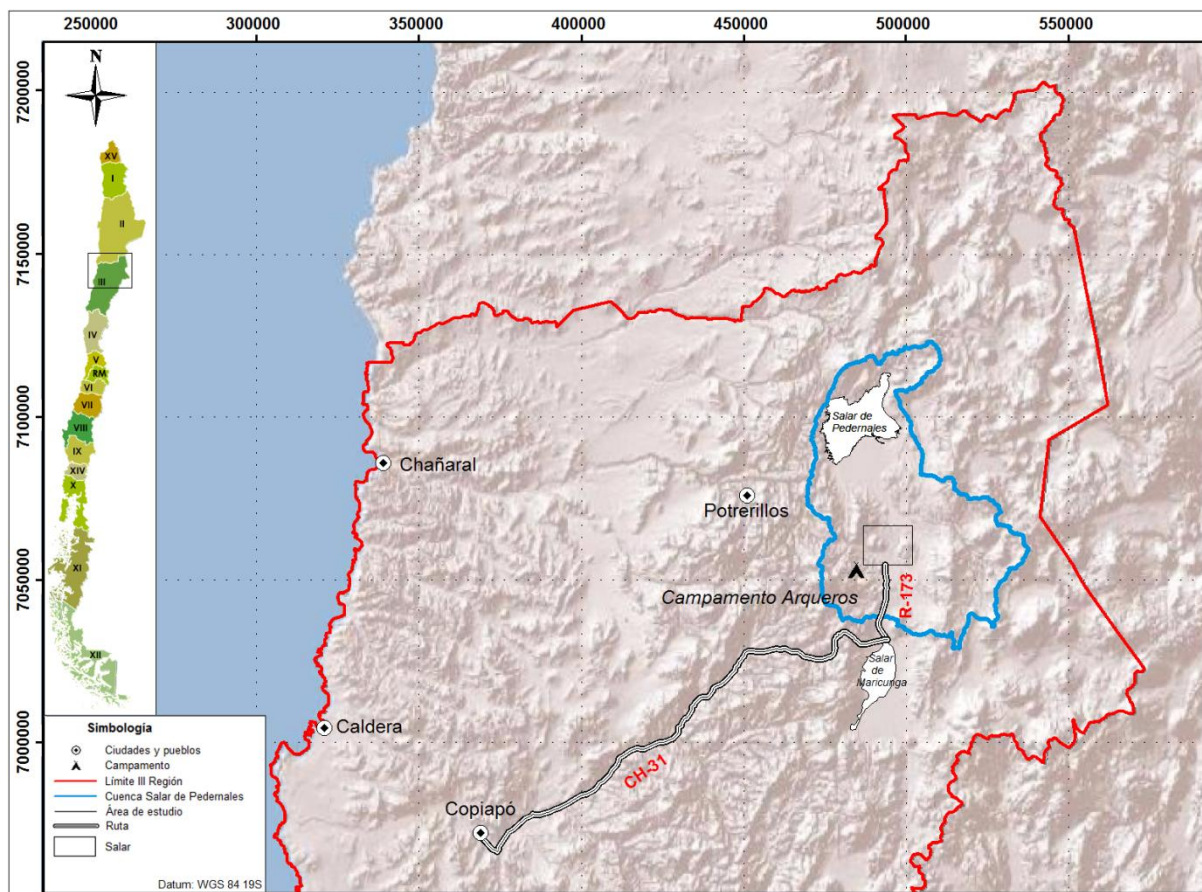 250000 300000 350000 400000 450000 500000 550000
7200000
7150000
7100000
7050000
7000000
N
XV
I
II
III
IV
V
RM
VI
VII
VIII
IX
XIV
X
XI
XII
Salar de
Pedernales
Chañaral
Potrerillos
Campamento Arqueros
R-173
Salar
de
Maricunga
Caldera
CH-31
Copiapó
Simbología
Ciudades y pueblos
Campamento
Límite III Región
Cuenca Salar de Pedernales
Área de estudio
Ruta
Salar
Datum: WGS 84 19S